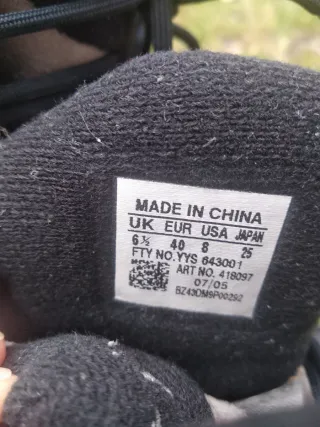 MADE IN CHINA
UK EUR USA JAPAN
6½ 40 8 25
FTY NO.YYS 643001
ART NO. 418097
07/05
BZ43DM9P00292